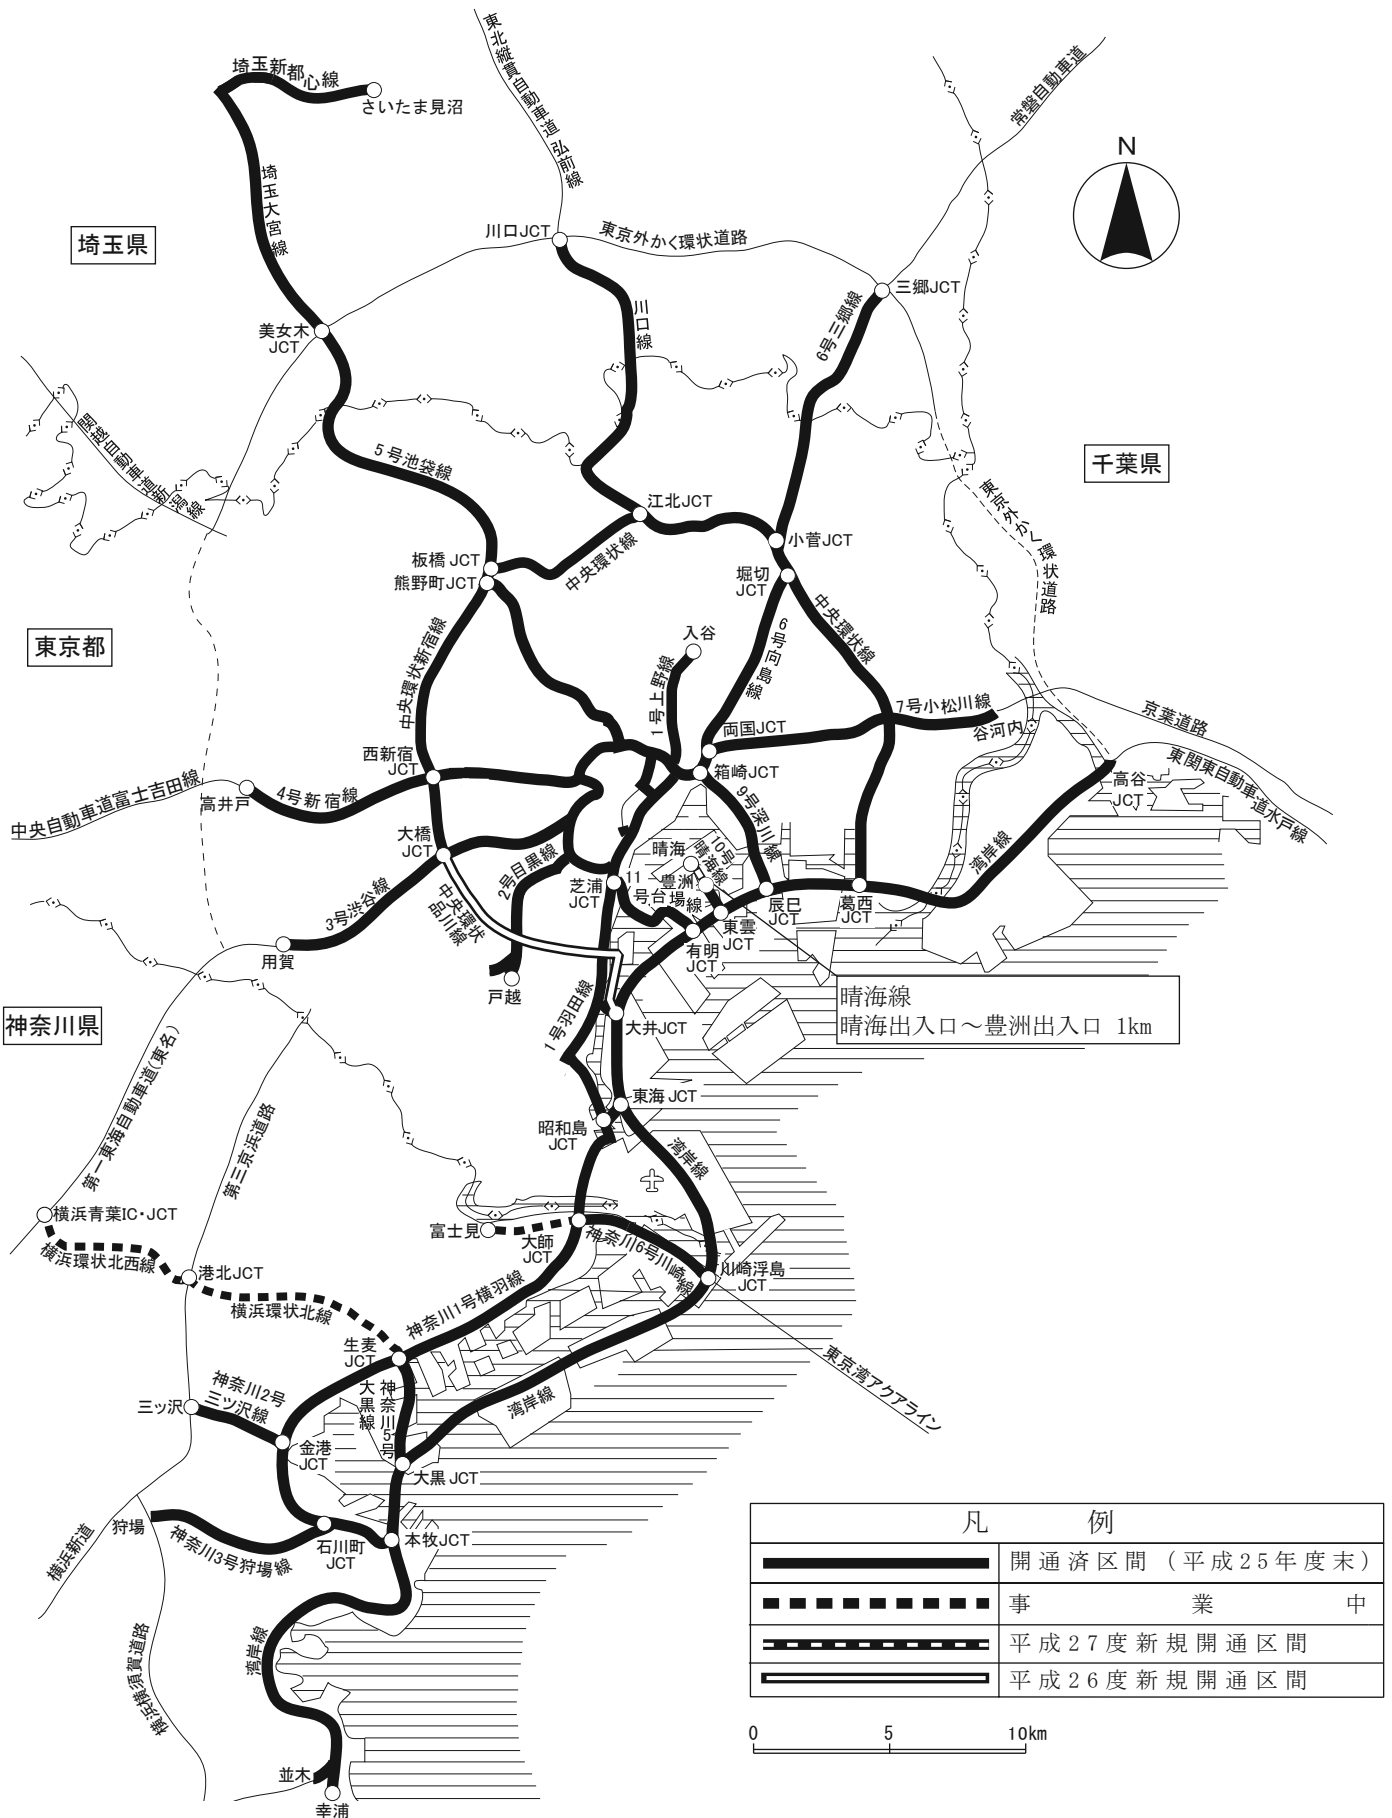 埼玉新都心線
さいたま見沼
東北縦貫自動車道 弘前線
常磐自動車道
N
埼玉大宮線
埼玉県
川口JCT
東京外かく環状道路
三郷JCT
川口線
6号三郷線
美女木
JCT
関越自動車道新潟線
5号池袋線
千葉県
東京外かく環状道路
江北JCT
小菅JCT
板橋JCT
熊野町JCT
中央環状線
堀切
JCT
中央環状線
東京都
中央環状新宿線
入谷
1号上野線
6号向島線
両国JCT
7号小松川線
谷河内
京葉道路
東関東自動車道水戸線
西新宿
JCT
箱崎JCT
高谷
JCT
中央自動車道富士吉田線
高井戸
4号新宿線
9号深川線
大橋
JCT
2号目黒線
晴海
10号
晴海線
豊洲
湾岸線
3号渋谷線
中央環状
品川線
芝浦
JCT
11号台場線
辰巳
JCT
葛西
JCT
東雲
JCT
有明
JCT
用賀
戸越
神奈川県
晴海線
晴海出入口～豊洲出入口 1km
1号羽田線
大井JCT
第一東海自動車道(東名)
第三京浜道路
東海JCT
昭和島
JCT
湾岸線
横浜青葉IC・JCT
横浜環状北西線
富士見
大師
JCT
神奈川6号川崎線
港北JCT
川崎浮島
JCT
横浜環状北線
神奈川1号横羽線
生麦
JCT
東京湾アクアライン
三ッ沢
神奈川2号
三ツ沢線
神奈川5号
大黒線
湾岸線
金港
JCT
大黒JCT
狩場
横浜新道
神奈川3号狩場線
石川町
JCT
本牧JCT
湾岸線
横浜横須賀道路
並木
幸浦
凡 例
開通済区間（平成25年度末）
事業中
平成27度新規開通区間
平成26度新規開通区間
0 5 10km